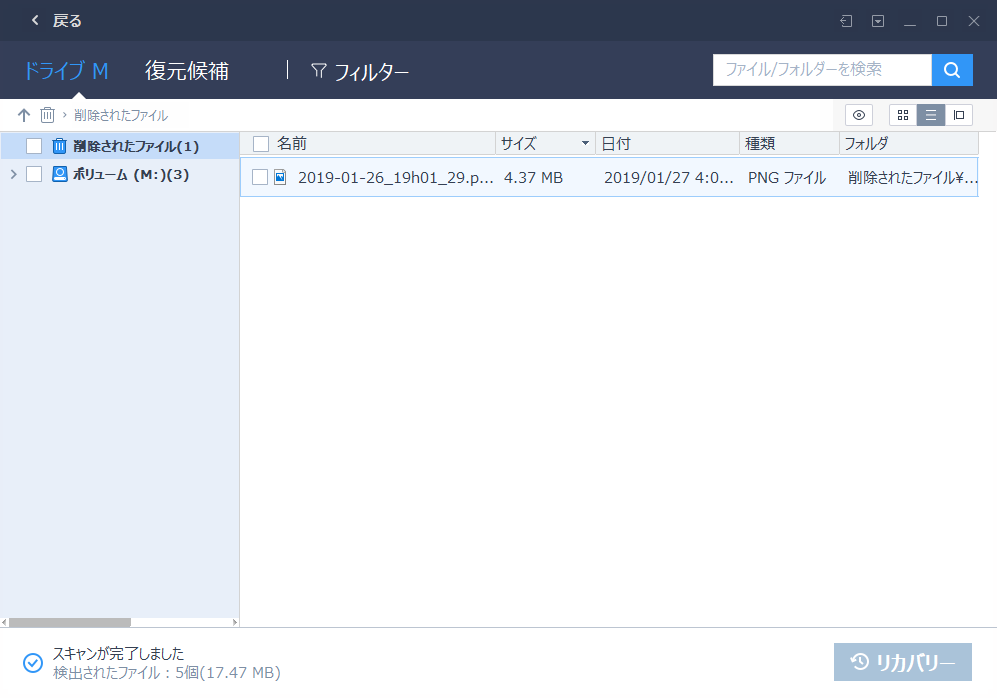 戻る
ドライブ M 復元候補 フィルター ファイル/フォルダーを検索
削除されたファイル
削除されたファイル(1)
ボリューム (M:)(3)
名前 サイズ 日付 種類 フォルダ
2019-01-26_19h01_29.p... 4.37 MB 2019/01/27 4:0... PNG ファイル 削除されたファイル¥...
スキャンが完了しました
検出されたファイル：5個(17.47 MB)
リカバリー